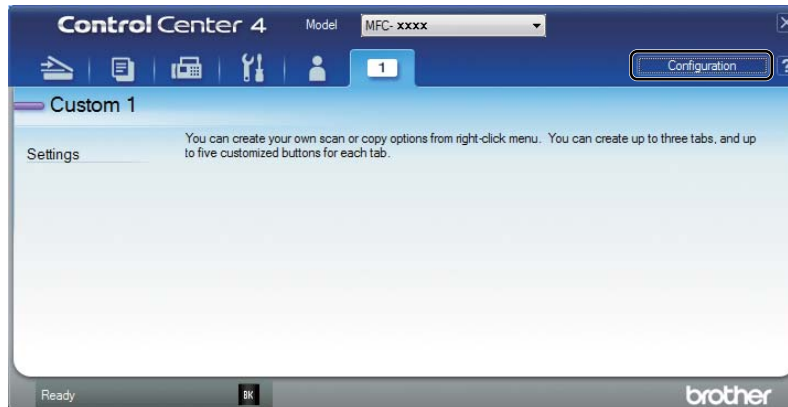 Control Center 4 Model MFC- xxxx
1 Configuration ?
Custom 1
Settings
You can create your own scan or copy options from right-click menu. You can create up to three tabs, and up
to five customized buttons for each tab.
Ready BK brother